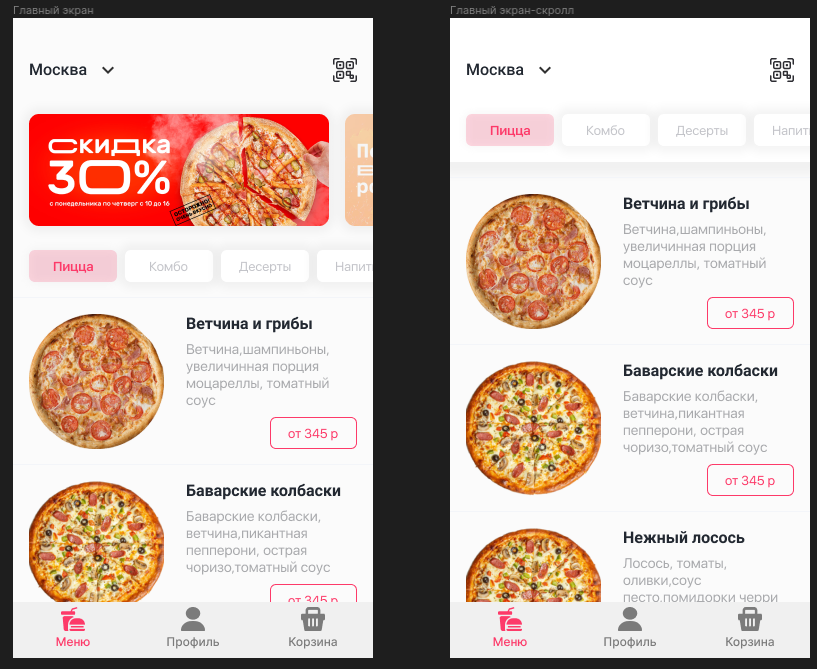 Главный экран
Москва
СКИДКА
30%
с понедельника по четверг с 10 до 16
ОСТОРОЖНО!
ОЧЕНЬ ВКУСНО
Пицца
Комбо
Десерты
Ветчина и грибы
Ветчина,шампиньоны,
увеличинная порция
моцареллы, томатный
соус
от 345 р
Баварские колбаски
Баварские колбаски,
ветчина,пикантная
пепперони, острая
чоризо,томатный соус
от 345 р
Меню
Профиль
Корзина
Главный экран-скролл
Москва
Пицца
Комбо
Десерты
Ветчина и грибы
Ветчина,шампиньоны,
увеличинная порция
моцареллы, томатный
соус
от 345 р
Баварские колбаски
Баварские колбаски,
ветчина,пикантная
пепперони, острая
чоризо,томатный соус
от 345 р
Нежный лосось
Лосось, томаты,
оливки,соус
песто,помидорки черри
Меню
Профиль
Корзина